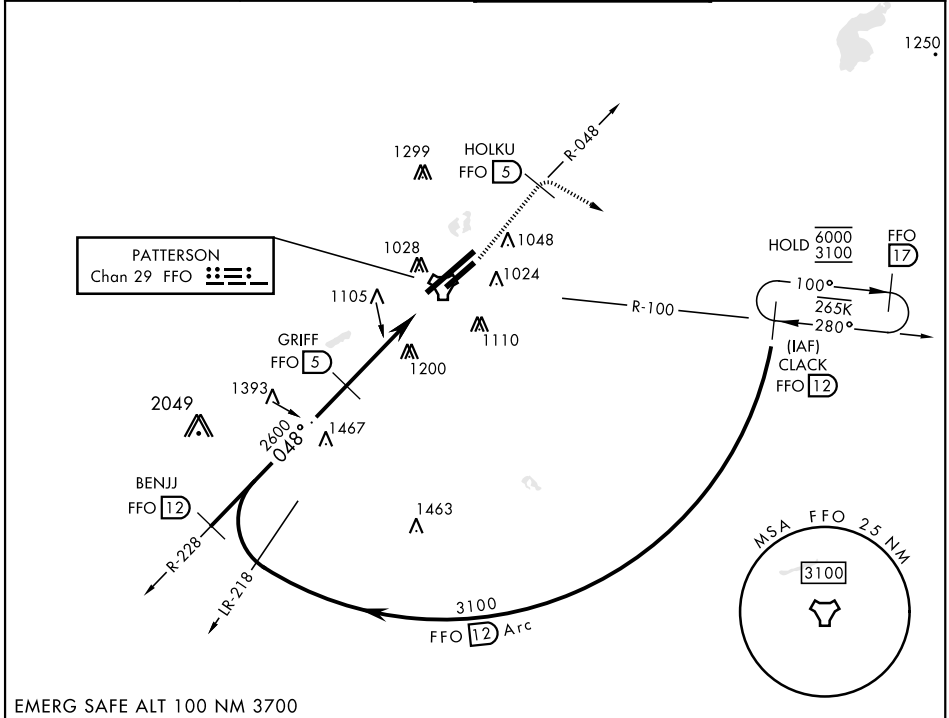 1250
1299
HOLKU
FFO 5
R-048
PATTERSON
Chan 29 FFO
1028
1048
1024
HOLD 6000
3100
FFO
17
100°
265K
280°
R-100
(IAF)
CLACK
FFO 12
1105
1110
GRIFF
FFO 5
1200
1393
2049
2600
048°
1467
BENJJ
FFO 12
1463
R-228
LR-218
3100
FFO 12 Arc
MSA FFO 25 NM
3100
EMERG SAFE ALT 100 NM 3700